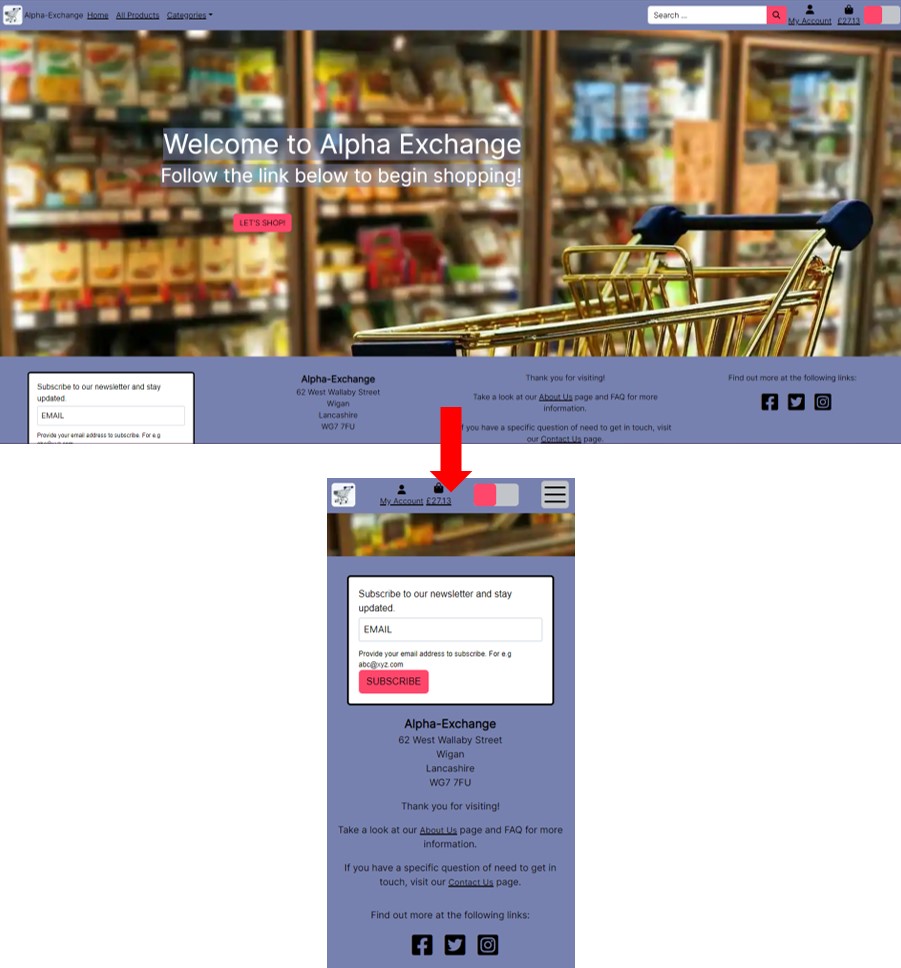 Alpha-Exchange Home All Products Categories
Search ...
My Account £27.13
Welcome to Alpha Exchange
Follow the link below to begin shopping!
LET'S SHOP!
Subscribe to our newsletter and stay
updated.
EMAIL
Provide your email address to subscribe. For e.g
Alpha-Exchange
62 West Wallaby Street
Wigan
Lancashire
WG7 7FU
Thank you for visiting!
Take a look at our About Us page and FAQ for more
information.
you have a specific question of need to get in touch, visit
our Contact Us page.
Find out more at the following links:
My Account £27.13
Subscribe to our newsletter and stay
updated.
EMAIL
Provide your email address to subscribe. For e.g
abc@xyz.com
SUBSCRIBE
Alpha-Exchange
62 West Wallaby Street
Wigan
Lancashire
WG7 7FU
Thank you for visiting!
Take a look at our About Us page and FAQ for more
information.
If you have a specific question of need to get in
touch, visit our Contact Us page.
Find out more at the following links: